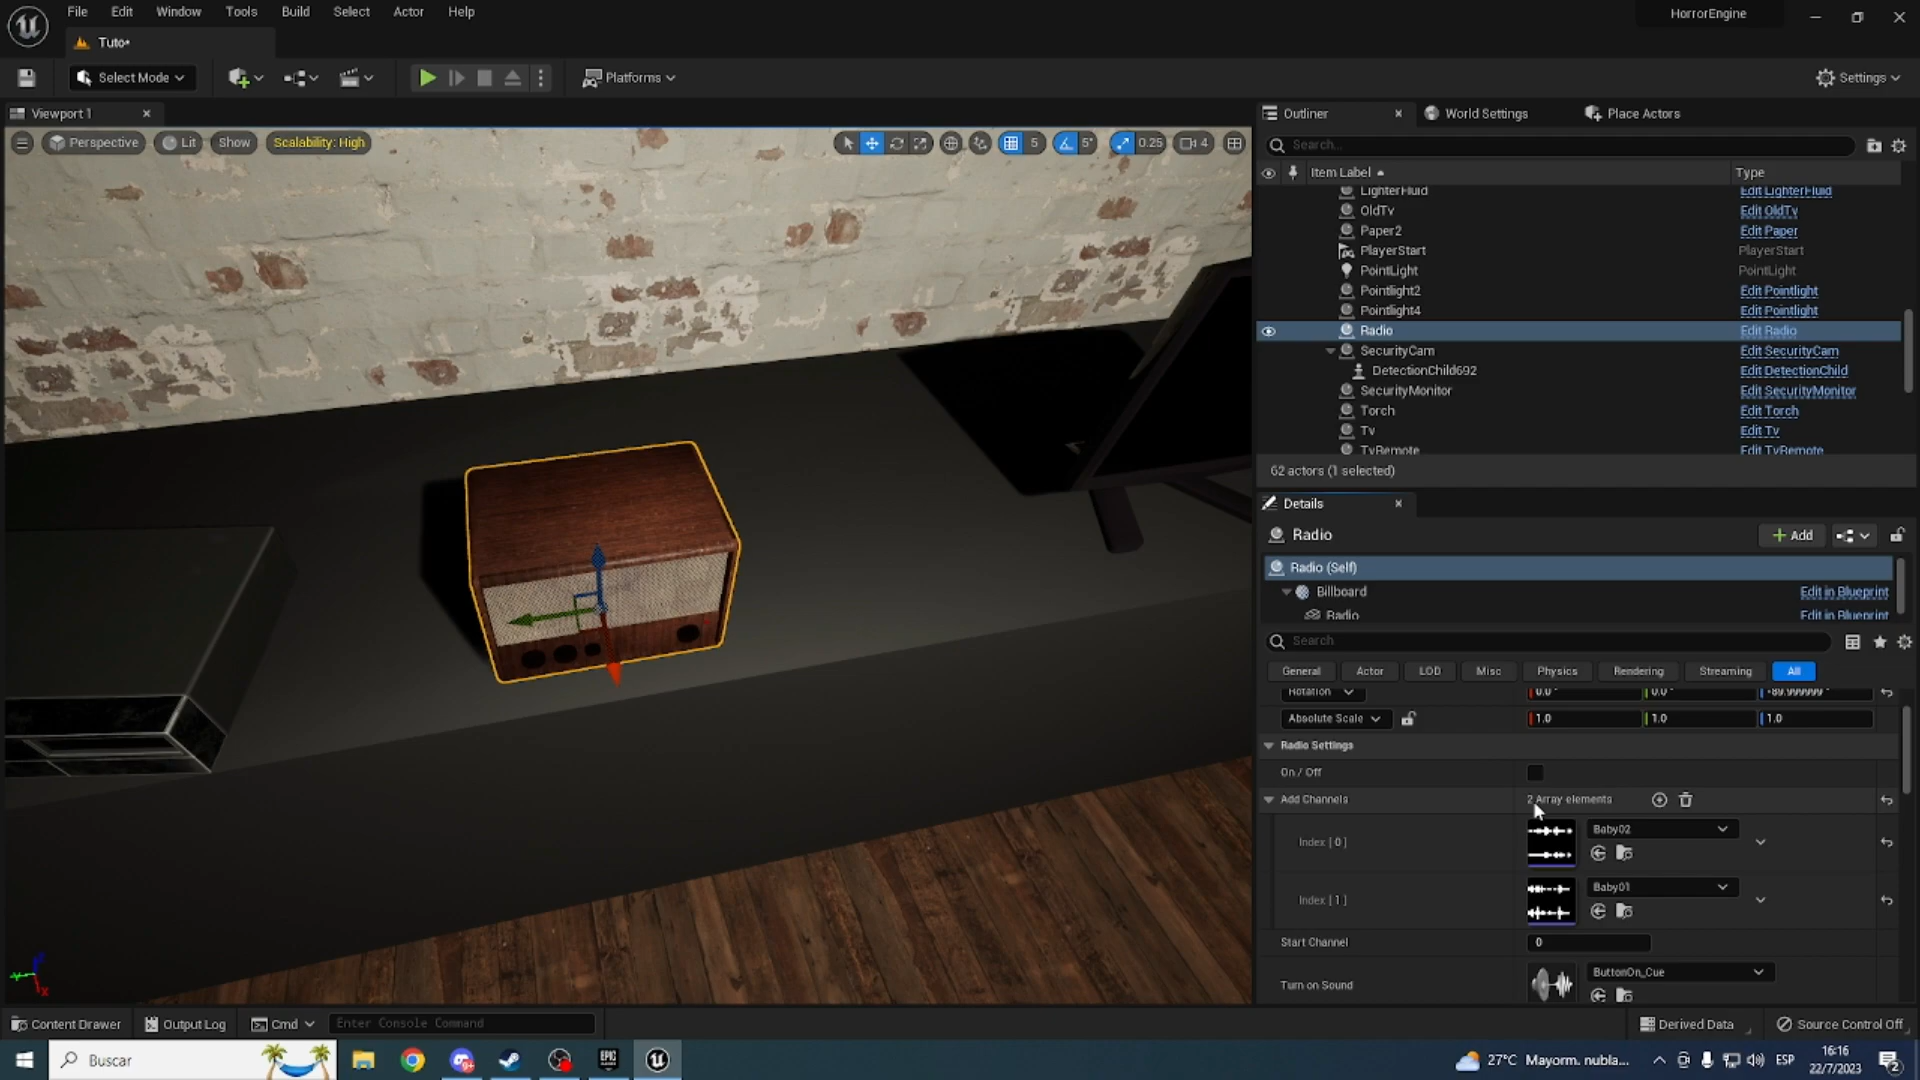 File Edit Window Tools Build Select Actor Help
HorrorEngine
Tuto*
Select Mode
Platforms
Settings
Viewport 1
Outliner
World Settings
Place Actors
Perspective
Lit
Show
Scalability: High
5
5°
0.25
4
Search...
Item Label
Type
LighterFluid Edit LighterFluid
OldTv Edit OldTv
Paper2 Edit Paper
PlayerStart PlayerStart
PointLight PointLight
Pointlight2 Edit Pointlight
Pointlight4 Edit Pointlight
Radio Edit Radio
SecurityCam Edit SecurityCam
DetectionChild692 Edit DetectionChild
SecurityMonitor Edit SecurityMonitor
Torch Edit Torch
Tv Edit Tv
TvRemote Edit TvRemote
62 actors (1 selected)
Details
Radio
Add
Radio (Self)
Billboard Edit in Blueprint
Radio Edit in Blueprint
Search
General Actor LOD Misc Physics Rendering Streaming All
Rotation 0.0° 0.0° -89.999999°
Absolute Scale 1.0 1.0 1.0
Radio Settings
On / Off
Add Channels 2 Array elements
Index [ 0 ] Baby02
Index [ 1 ] Baby01
Start Channel 0
Turn on Sound ButtonOn_Cue
Content Drawer
Output Log
Cmd
Enter Console Command
Derived Data
Source Control Off
Buscar
EPIC
27°C Mayorm. nubla...
ESP
16:16
22/7/2023
2